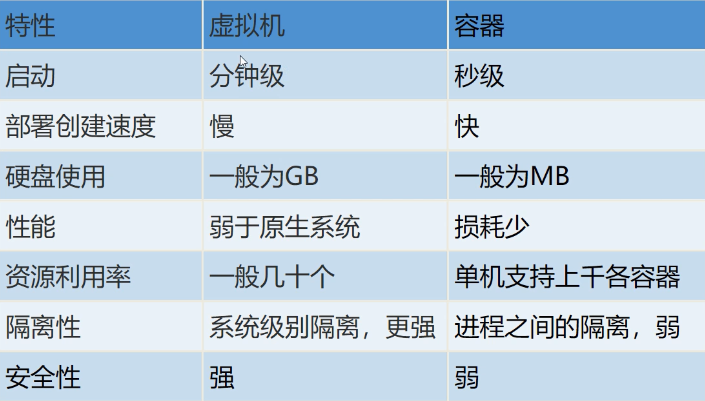 特性 虚拟机 容器
启动 分钟级 秒级
部署创建速度 慢 快
硬盘使用 一般为GB 一般为MB
性能 弱于原生系统 损耗少
资源利用率 一般几十个 单机支持上千各容器
隔离性 系统级别隔离，更强 进程之间的隔离，弱
安全性 强 弱